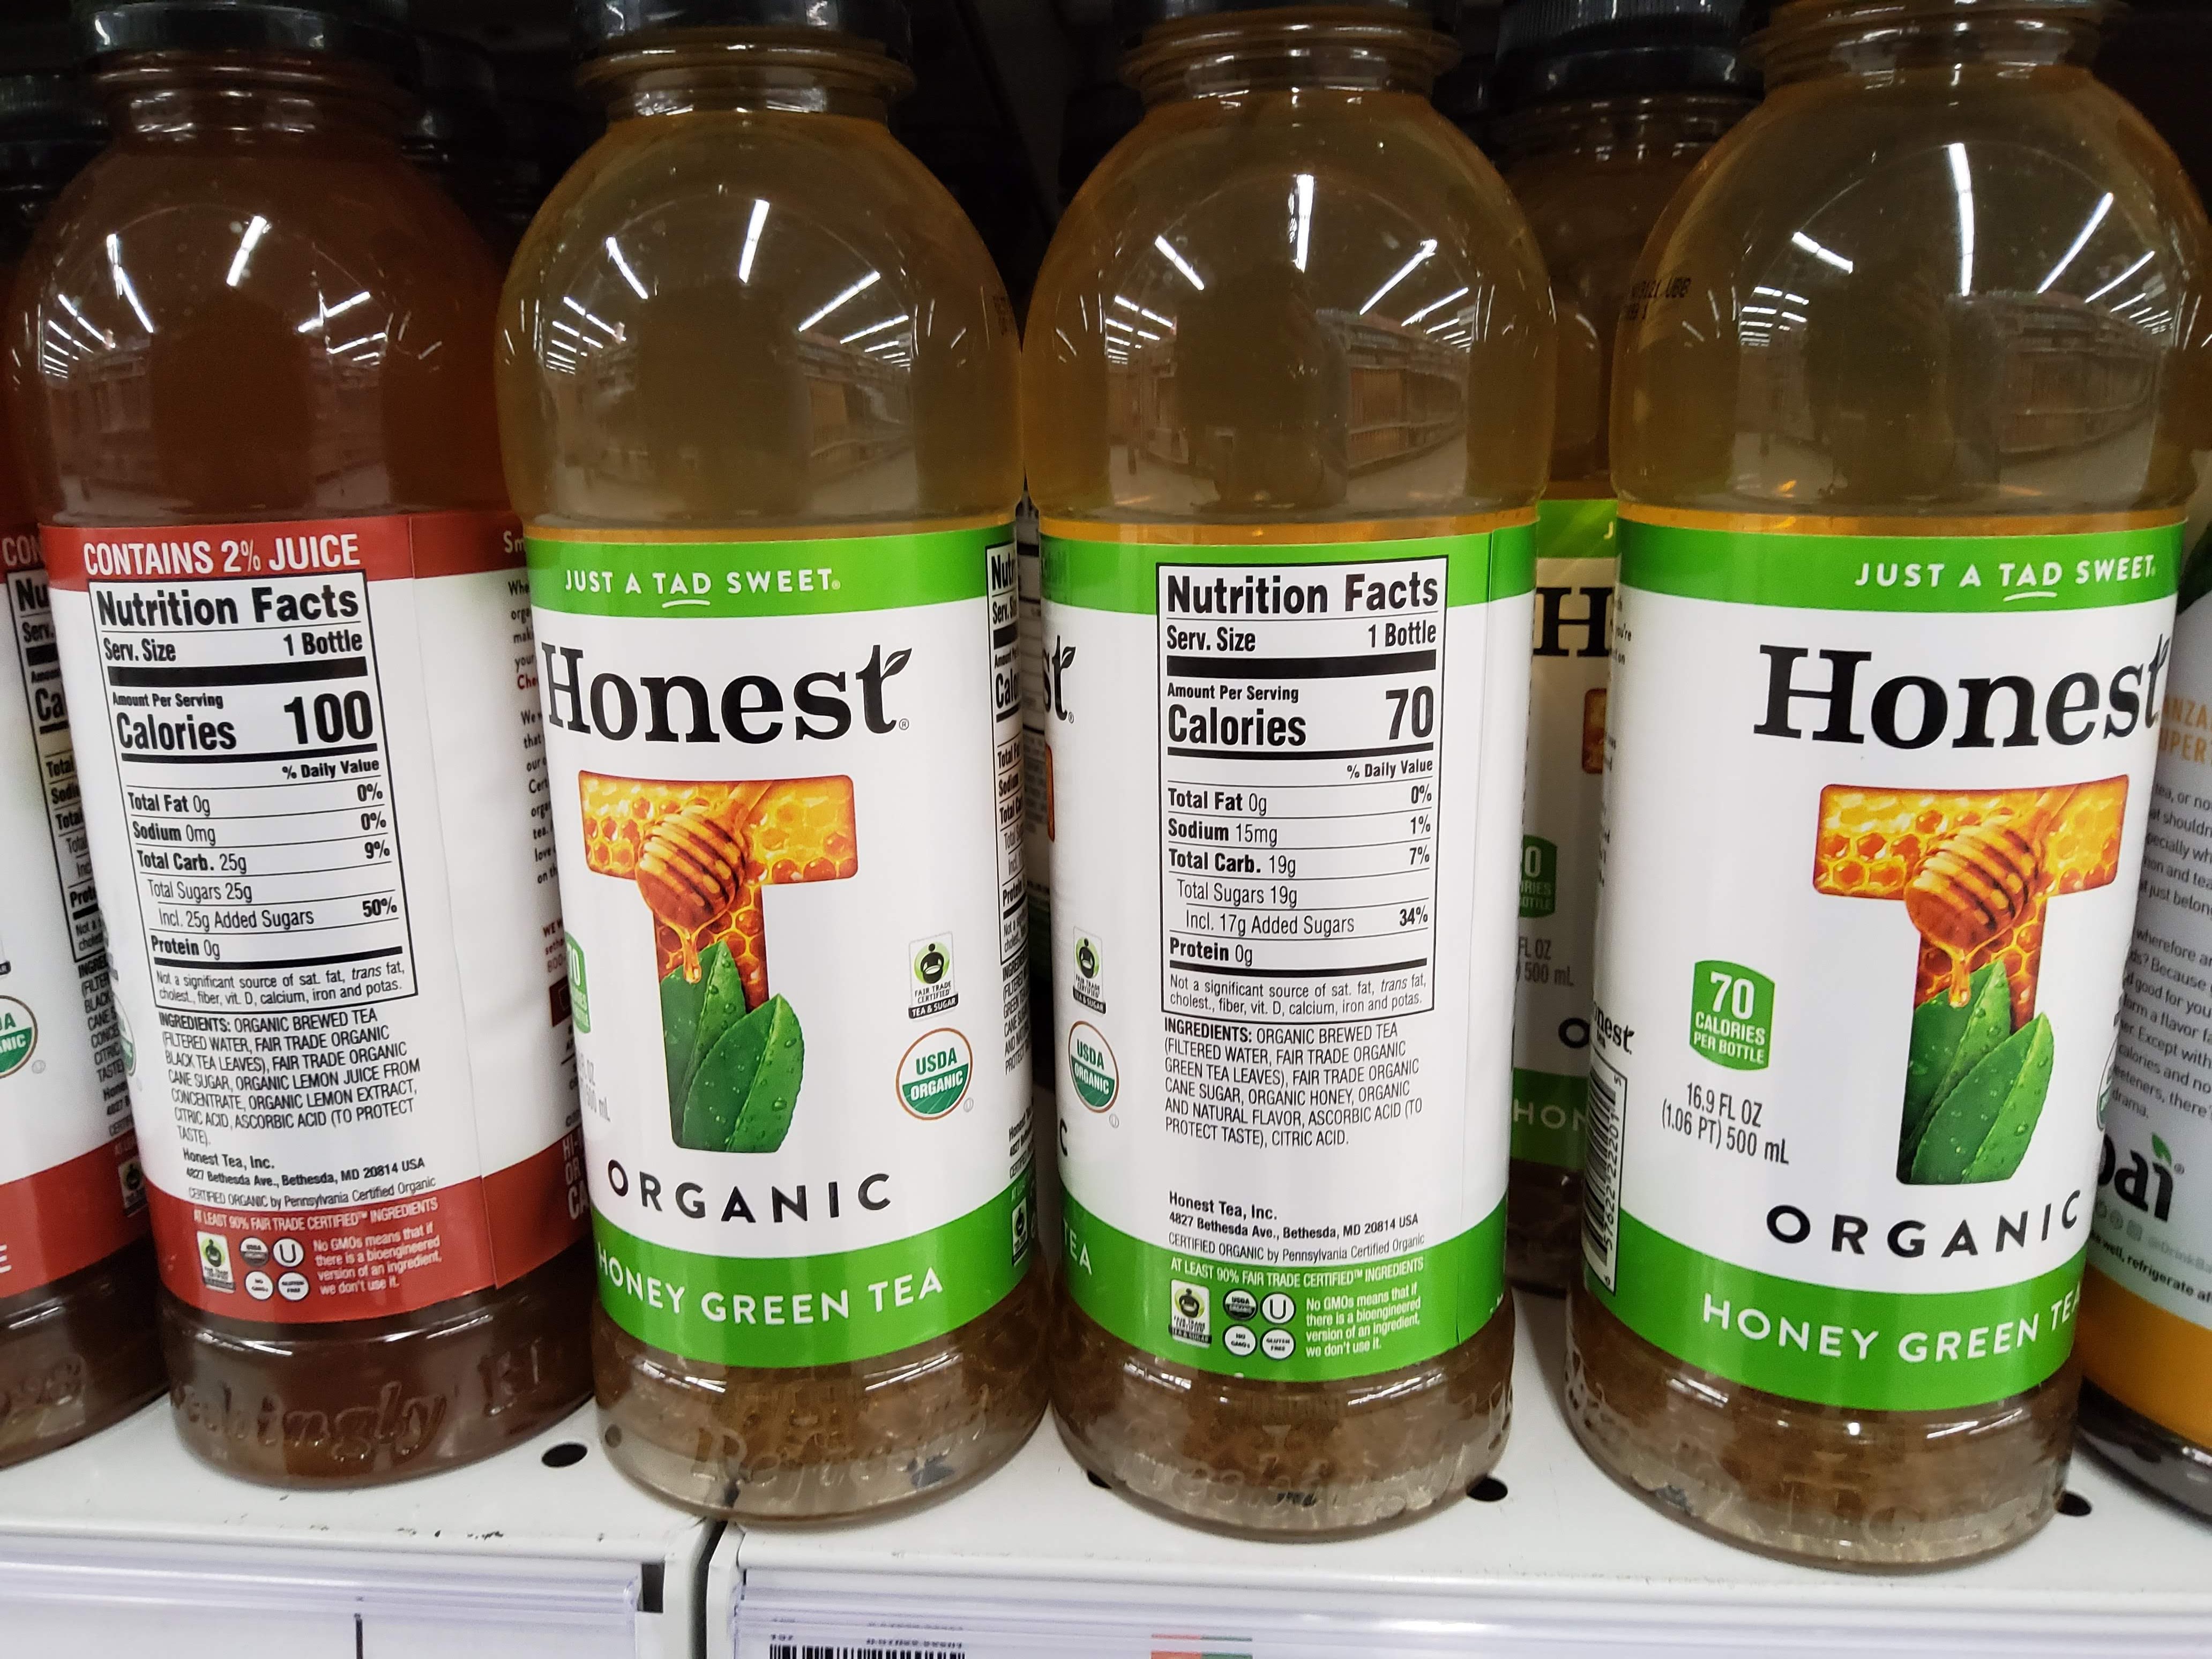 CONTAINS 2% JUICE
Nutrition Facts
Serv. Size 1 Bottle
Amount Per Serving
Calories 100
% Daily Value
Total Fat 0g 0%
Sodium 0mg 0%
Total Carb. 25g 9%
Total Sugars 25g
Incl. 25g Added Sugars 50%
Protein 0g
Not a significant source of sat. fat, trans fat,
cholest., fiber, vit. D, calcium, iron and potas.
INGREDIENTS: ORGANIC BREWED TEA
(FILTERED WATER, FAIR TRADE ORGANIC
BLACK TEA LEAVES), FAIR TRADE ORGANIC
CANE SUGAR, ORGANIC LEMON JUICE FROM
CONCENTRATE, ORGANIC LEMON EXTRACT,
CITRIC ACID, ASCORBIC ACID (TO PROTECT
TASTE).
Honest Tea, Inc.
4827 Bethesda Ave., Bethesda, MD 20814 USA
CERTIFIED ORGANIC by Pennsylvania Certified Organic
AT LEAST 90% FAIR TRADE CERTIFIED™ INGREDIENTS
No GMOs means that if
there is a bioengineered
version of an ingredient,
we don't use it.
JUST A TAD SWEET®
Honest®
T
FAIR TRADE
CERTIFIED
TEA & SUGAR
USDA
ORGANIC
ORGANIC
HONEY GREEN TEA
Nutrition Facts
Serv. Size 1 Bottle
Amount Per Serving
Calories 70
% Daily Value
Total Fat 0g 0%
Sodium 15mg 1%
Total Carb. 19g 7%
Total Sugars 19g
Incl. 17g Added Sugars 34%
Protein 0g
Not a significant source of sat. fat, trans fat,
cholest., fiber, vit. D, calcium, iron and potas.
INGREDIENTS: ORGANIC BREWED TEA
(FILTERED WATER, FAIR TRADE ORGANIC
GREEN TEA LEAVES), FAIR TRADE ORGANIC
CANE SUGAR, ORGANIC HONEY, ORGANIC
AND NATURAL FLAVOR, ASCORBIC ACID (TO
PROTECT TASTE), CITRIC ACID.
Honest Tea, Inc.
4827 Bethesda Ave., Bethesda, MD 20814 USA
CERTIFIED ORGANIC by Pennsylvania Certified Organic
AT LEAST 90% FAIR TRADE CERTIFIED™ INGREDIENTS
No GMOs means that if
there is a bioengineered
version of an ingredient,
we don't use it.
USDA
ORGANIC
TEA
JUST A TAD SWEET®
Honest
T
70
CALORIES
PER BOTTLE
16.9 FL OZ
(1.06 PT) 500 mL
ORGANIC
HONEY GREEN TEA